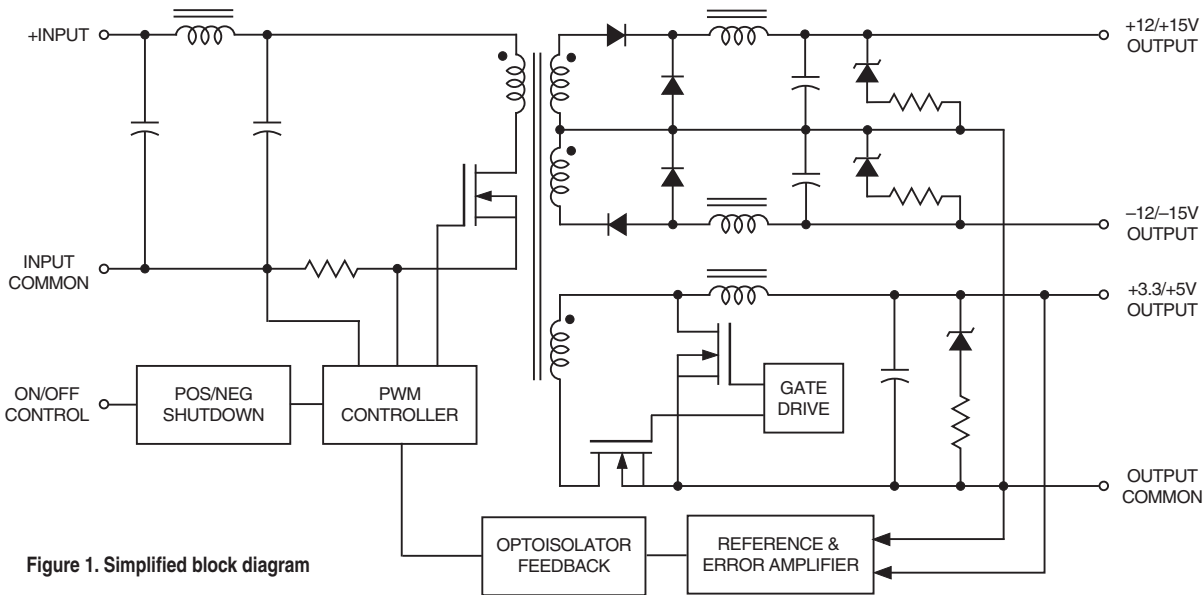 +INPUT
+12/+15V
OUTPUT
–12/–15V
OUTPUT
INPUT
COMMON
+3.3/+5V
OUTPUT
ON/OFF
CONTROL
POS/NEG
SHUTDOWN
PWM
CONTROLLER
GATE
DRIVE
OUTPUT
COMMON
OPTOISOLATOR
FEEDBACK
REFERENCE &
ERROR AMPLIFIER
Figure 1. Simplified block diagram